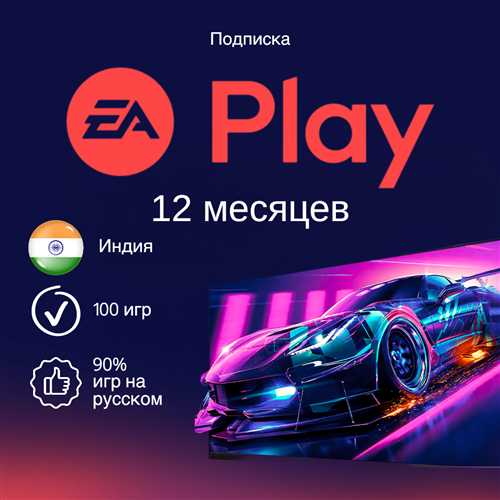 Подписка
EA Play
12 месяцев
Индия
100 игр
90%
игр на
русском